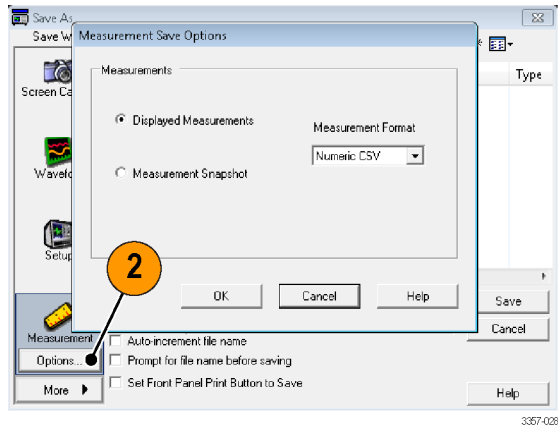 Save As
Save W
Measurement Save Options
Type
Measurements
Screen Ca
Displayed Measurements
Measurement Format
Numeric CSV
Measurement Snapshot
Wavefo
Setup
2
OK
Cancel
Help
Save
Measurement
Auto-increment file name
Cancel
Options...
Prompt for file name before saving
More
Set Front Panel Print Button to Save
Help
3357-028